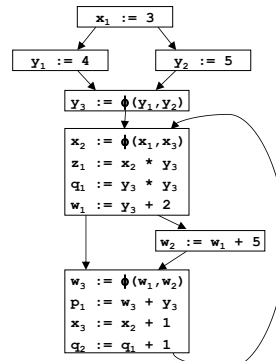 x₁ := 3
y₁ := 4
y₂ := 5
y₃ := ϕ(y₁,y₂)
x₂ := ϕ(x₁,x₃)
z₁ := x₂ * y₃
q₁ := y₃ * y₃
w₁ := y₃ + 2
w₂ := w₁ + 5
w₃ := ϕ(w₁,w₂)
p₁ := w₃ + y₃
x₃ := x₂ + 1
q₂ := q₁ + 1